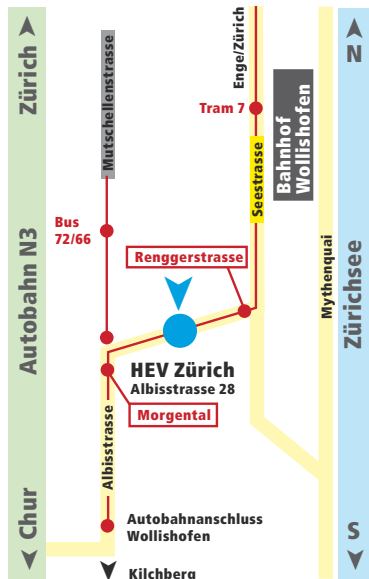 Zürich
Autobahn N3
Chur
Mutschellenstrasse
Enge/Zürich
Tram 7
Seestrasse
Bahnhof
Wollishofen
N
Zürichsee
S
Mythenquai
Bus
72/66
Renggerstrasse
HEV Zürich
Albisstrasse 28
Morgental
Albisstrasse
Autobahnanschluss
Wollishofen
Kilchberg